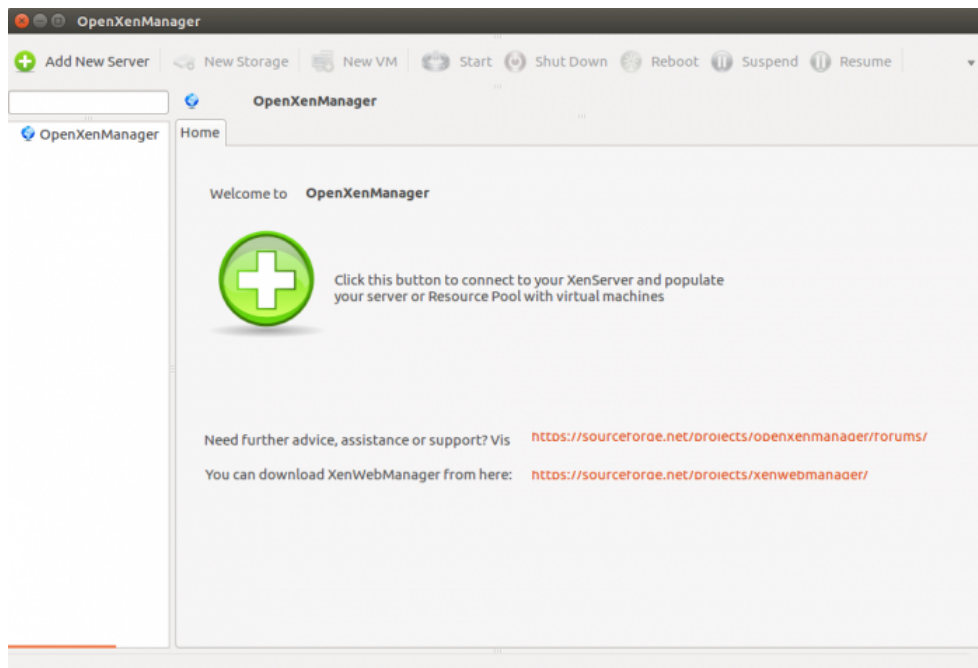 OpenXenManager
Add New Server New Storage New VM Start Shut Down Reboot Suspend Resume
OpenXenManager
OpenXenManager Home
Welcome to OpenXenManager
Click this button to connect to your XenServer and populate
your server or Resource Pool with virtual machines
Need further advice, assistance or support? Vis https://sourceforge.net/projects/openxenmanager/forums/
You can download XenWebManager from here: https://sourceforge.net/projects/xenwebmanager/